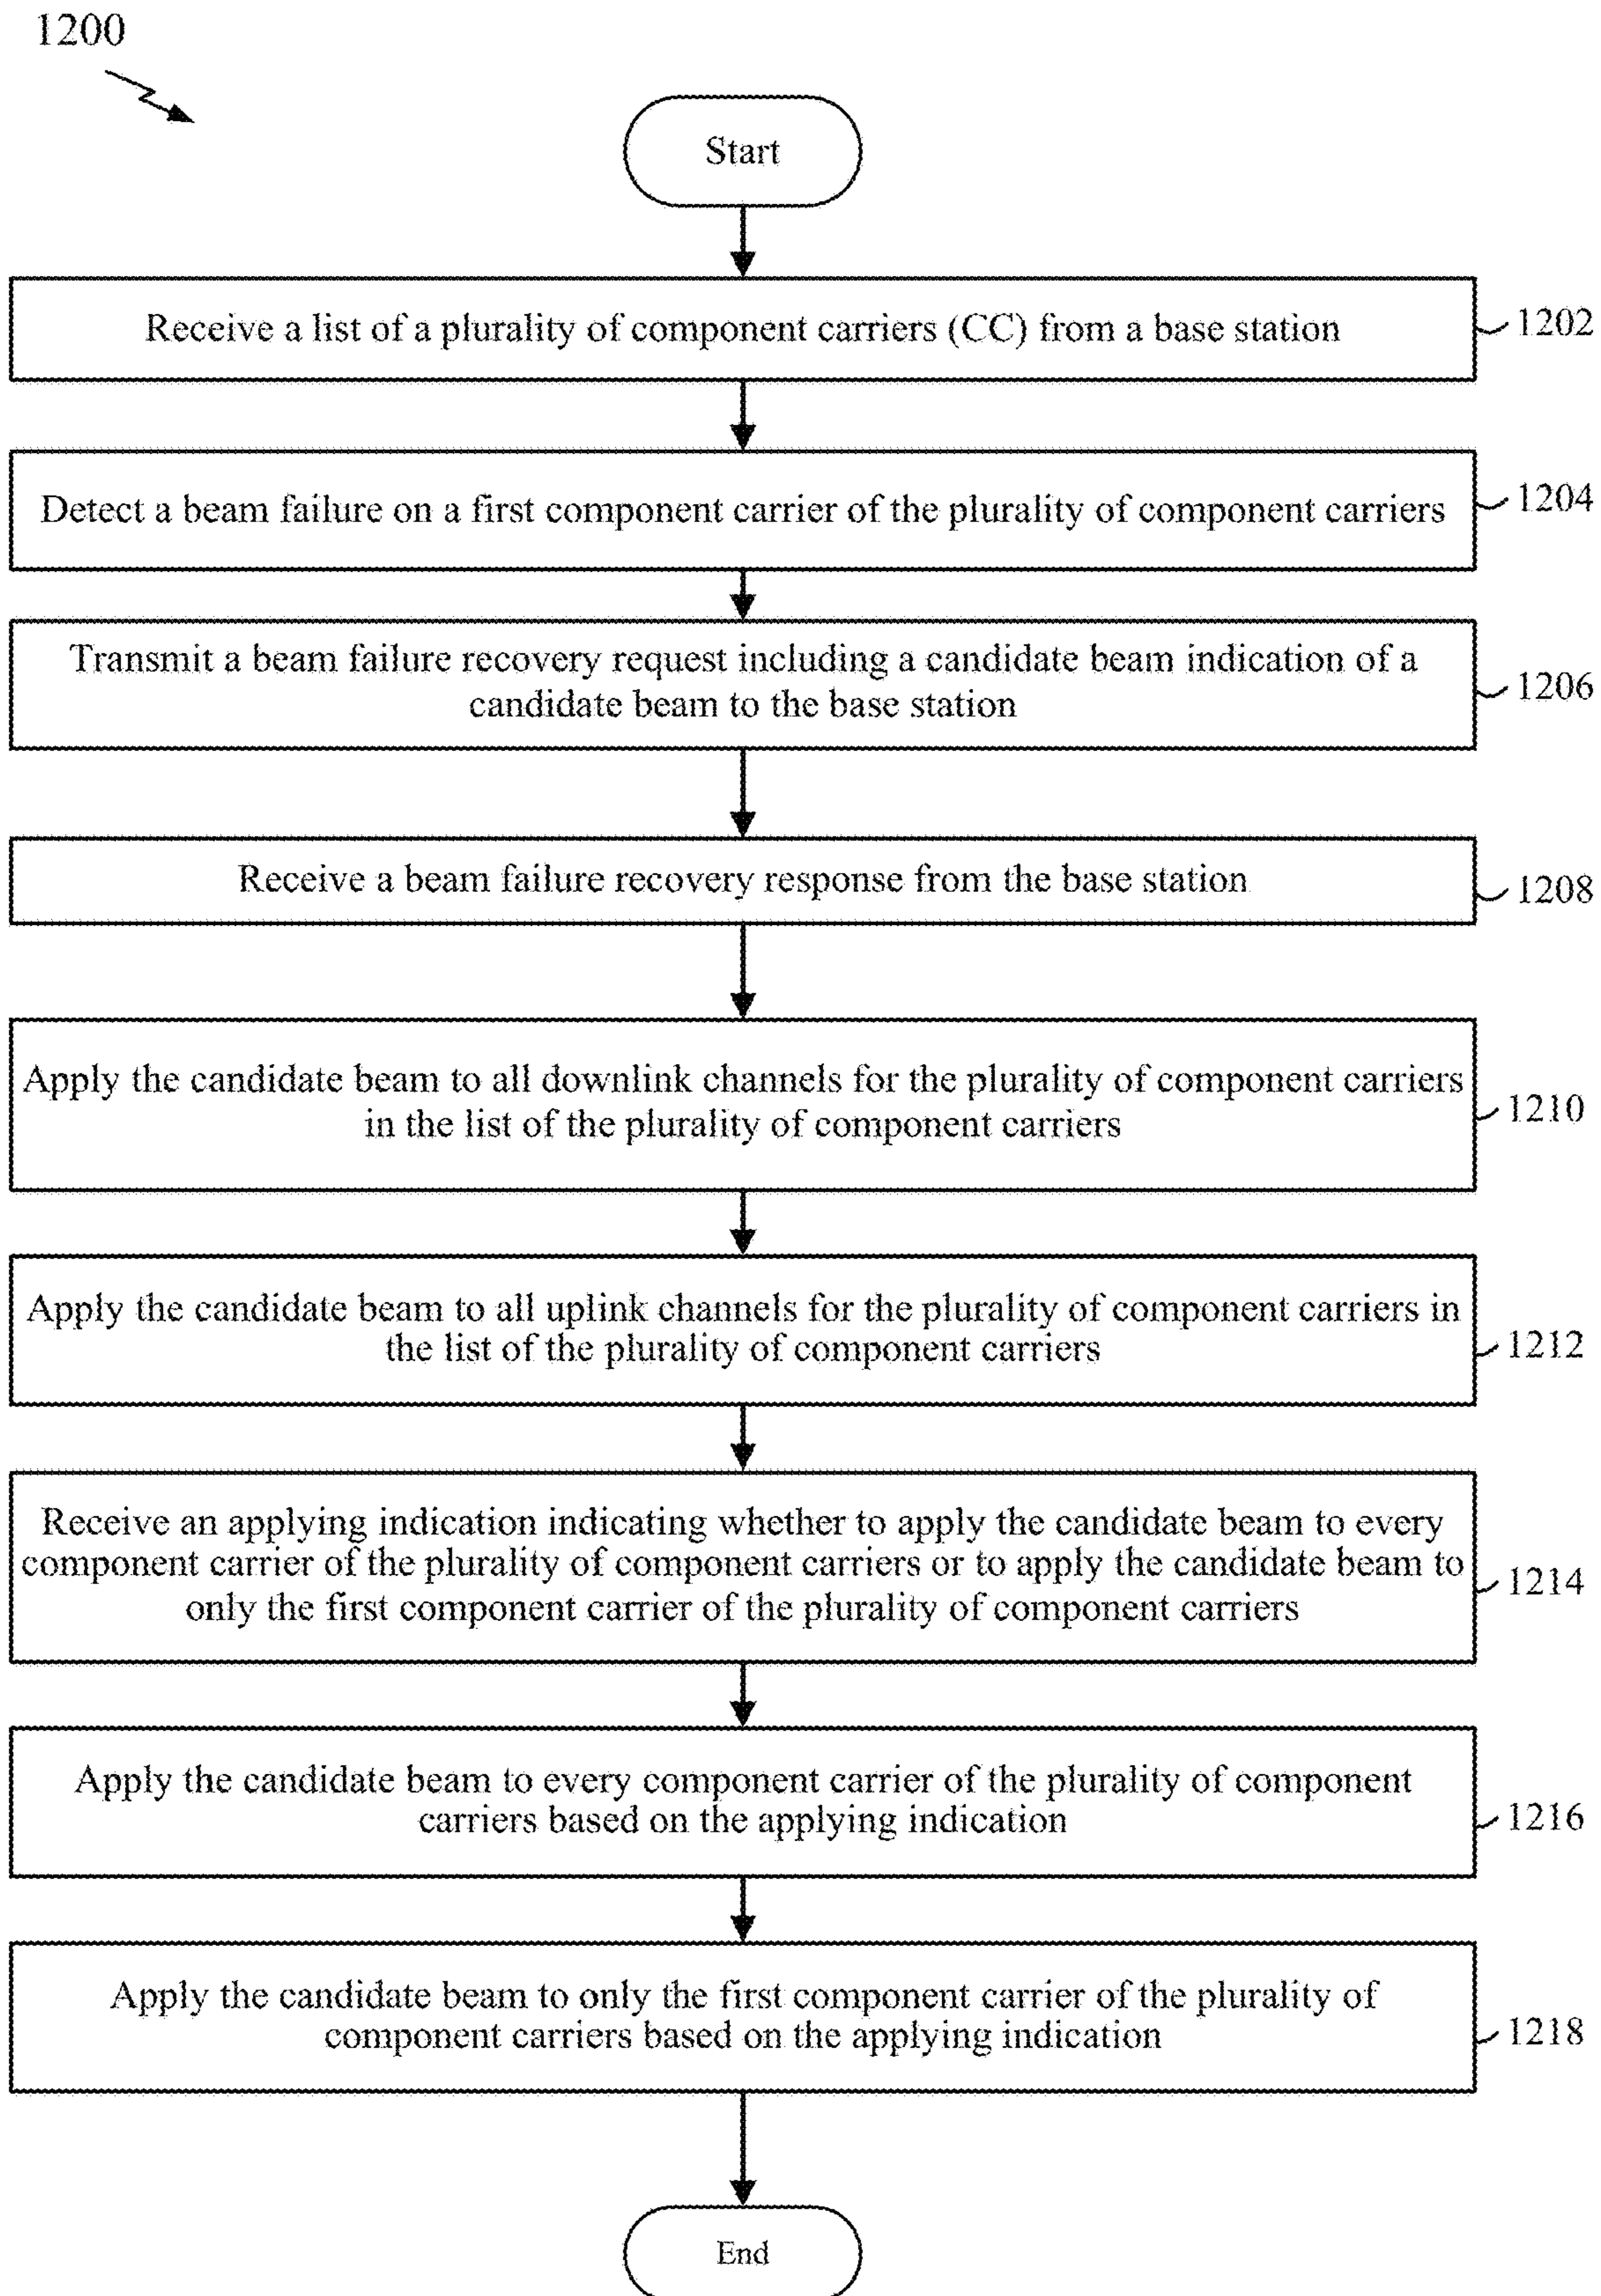 1200
Start
Receive a list of a plurality of component carriers (CC) from a base station
1202
Detect a beam failure on a first component carrier of the plurality of component carriers
1204
Transmit a beam failure recovery request including a candidate beam indication of a
candidate beam to the base station
1206
Receive a beam failure recovery response from the base station
1208
Apply the candidate beam to all downlink channels for the plurality of component carriers
in the list of the plurality of component carriers
1210
Apply the candidate beam to all uplink channels for the plurality of component carriers in
the list of the plurality of component carriers
1212
Receive an applying indication indicating whether to apply the candidate beam to every
component carrier of the plurality of component carriers or to apply the candidate beam to
only the first component carrier of the plurality of component carriers
1214
Apply the candidate beam to every component carrier of the plurality of component
carriers based on the applying indication
1216
Apply the candidate beam to only the first component carrier of the plurality of
component carriers based on the applying indication
1218
End